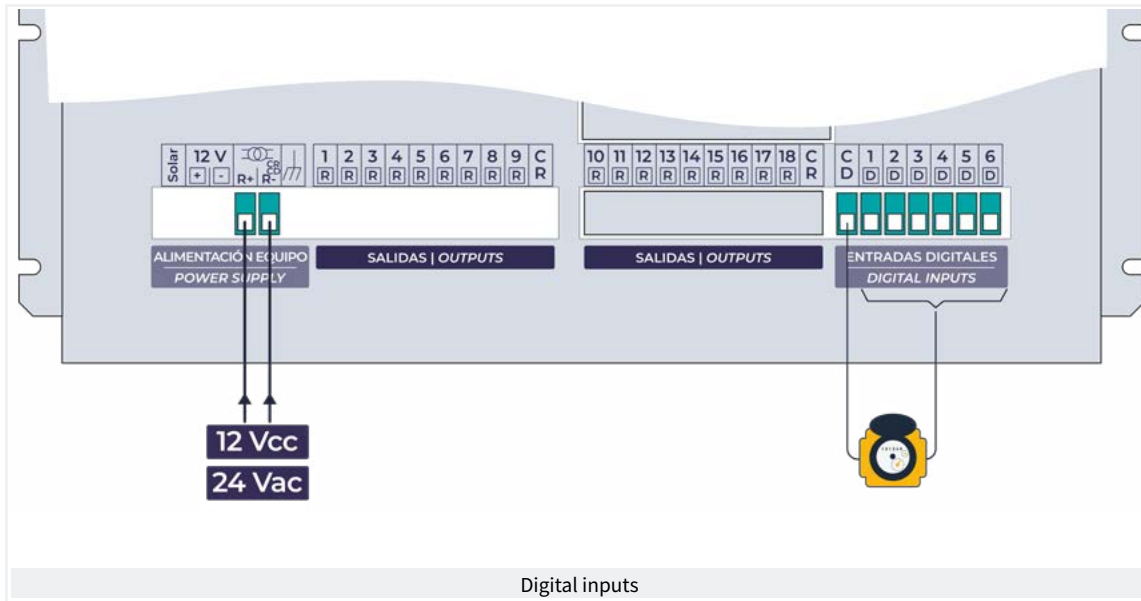 Solar 12 V CR CD 1 2 3 4 5 6 7 8 9 C 10 11 12 13 14 15 16 17 18 C C 1 2 3 4 5 6
+ - R+ R- R R R R R R R R R R R R R R R R R R R R D D D D D D D
ALIMENTACIÓN EQUIPO
POWER SUPPLY
SALIDAS | OUTPUTS
SALIDAS | OUTPUTS
ENTRADAS DIGITALES
DIGITAL INPUTS
12 Vcc
24 Vac
Digital inputs